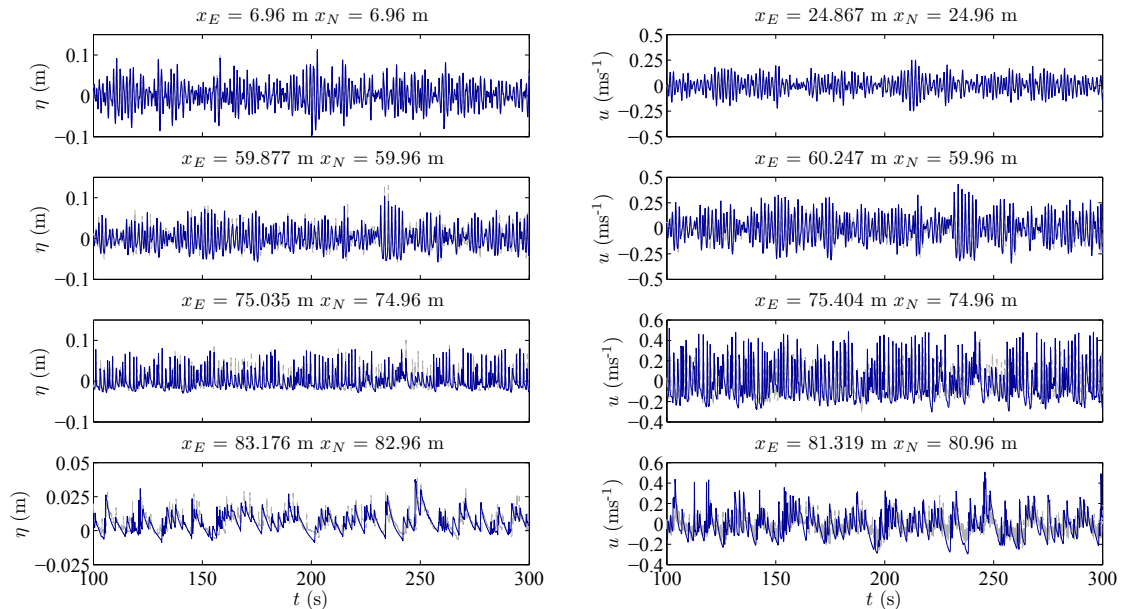 x_E = 6.96 m x_N = 6.96 m
0.1
0
−0.1
η (m)
x_E = 59.877 m x_N = 59.96 m
0.1
0
−0.1
η (m)
x_E = 75.035 m x_N = 74.96 m
0.1
0
−0.1
η (m)
x_E = 83.176 m x_N = 82.96 m
0.05
0.025
0
−0.025
η (m)
100 150 200 250 300
t (s)
x_E = 24.867 m x_N = 24.96 m
0.5
0.25
0
−0.25
−0.5
u (ms⁻¹)
x_E = 60.247 m x_N = 59.96 m
0.5
0.25
0
−0.25
−0.5
u (ms⁻¹)
x_E = 75.404 m x_N = 74.96 m
0.6
0.4
0.2
0
−0.2
−0.4
u (ms⁻¹)
x_E = 81.319 m x_N = 80.96 m
0.6
0.4
0.2
0
−0.2
−0.4
u (ms⁻¹)
100 150 200 250 300
t (s)